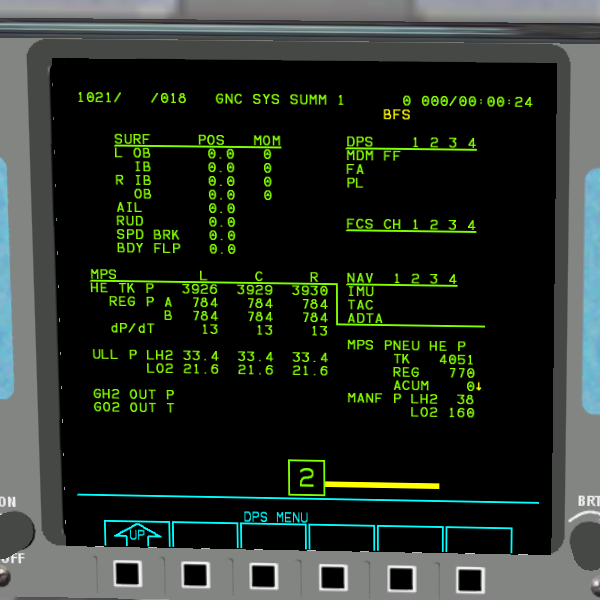 1021/ /018 GNC SYS SUMM 1 0 000/00:00:24
BFS
SURF POS MOM
L OB 0.0 0
IB 0.0 0
R IB 0.0 0
OB 0.0 0
AIL 0.0
RUD 0.0
SPD BRK 0.0
BDY FLP 0.0
DPS 1 2 3 4
MDM FF
FA
PL
FCS CH 1 2 3 4
MPS L C R
HE TK P 3926 3929 3930
REG P A 784 784 784
B 784 784 784
dP/dT 13 13 13
ULL P LH2 33.4 33.4 33.4
LO2 21.6 21.6 21.6
GH2 OUT P
GO2 OUT T
NAV 1 2 3 4
IMU
TAC
ADTA
MPS PNEU HE P
TK 4051
REG 770
ACUM 0↓
MANF P LH2 38
LO2 160
2
DPS MENU
UP
ON
OFF
BRT